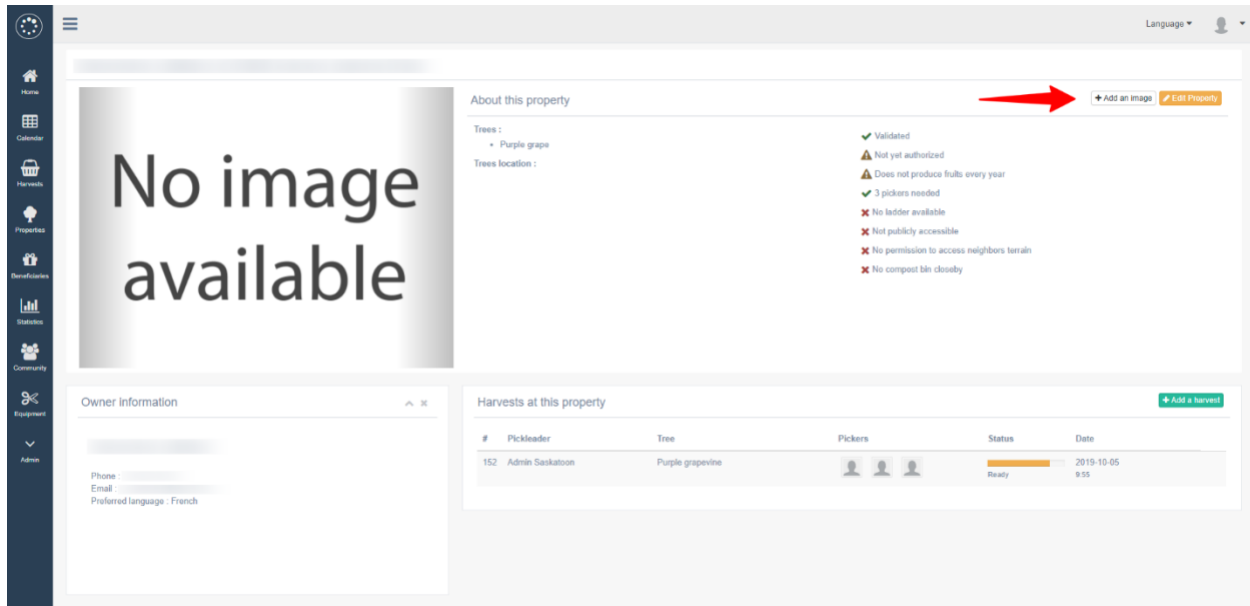 Language
Home
Calendar
Harvests
Properties
Beneficiaries
Statistics
Community
Equipment
Admin
No image
available
About this property
+ Add an image
Edit Property
Trees :
Purple grape
Trees location :
Validated
Not yet authorized
Does not produce fruits every year
3 pickers needed
No ladder available
Not publicly accessible
No permission to access neighbors terrain
No compost bin closeby
Owner information
Phone :
Email :
Preferred language : French
Harvests at this property
+ Add a harvest
# Pickleader Tree Pickers Status Date
152 Admin Saskatoon Purple grapevine 2019-10-05
Ready 9:55